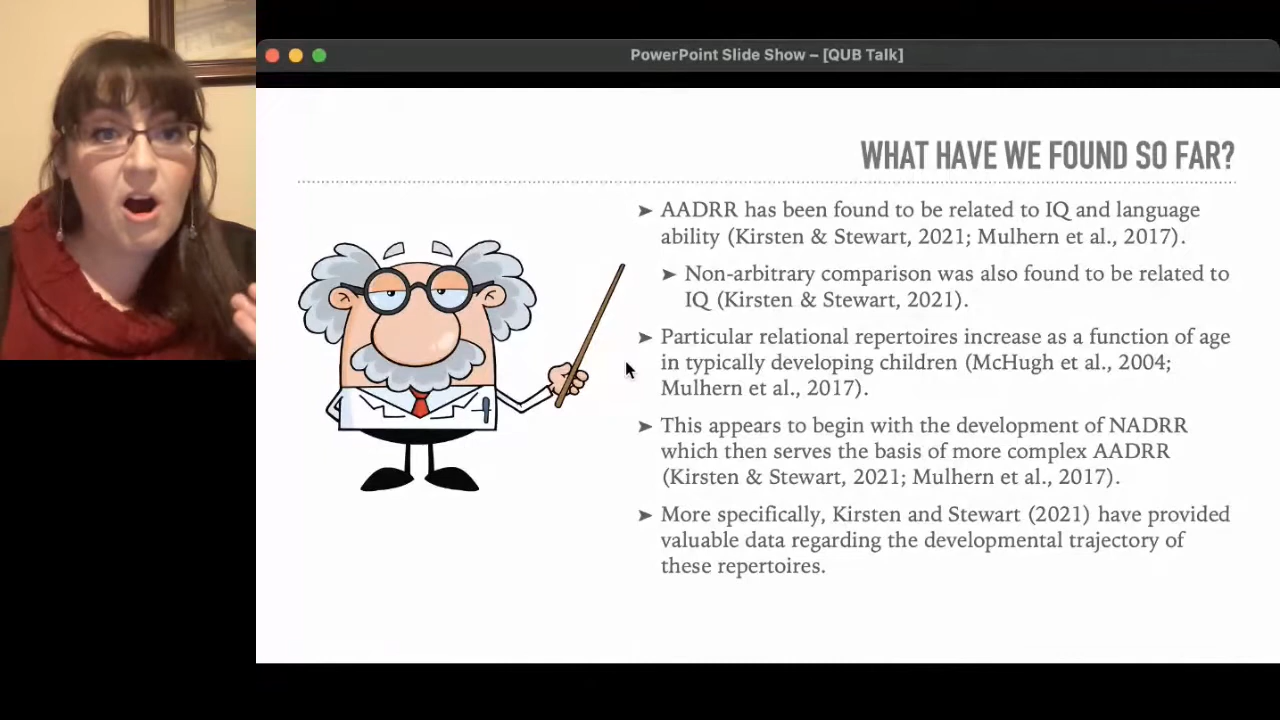 PowerPoint Slide Show – [QUB Talk]
WHAT HAVE WE FOUND SO FAR?
➤ AADRR has been found to be related to IQ and language
ability (Kirsten & Stewart, 2021; Mulhern et al., 2017).
➤ Non-arbitrary comparison was also found to be related to
IQ (Kirsten & Stewart, 2021).
➤ Particular relational repertoires increase as a function of age
in typically developing children (McHugh et al., 2004;
Mulhern et al., 2017).
➤ This appears to begin with the development of NADRR
which then serves the basis of more complex AADRR
(Kirsten & Stewart, 2021; Mulhern et al., 2017).
➤ More specifically, Kirsten and Stewart (2021) have provided
valuable data regarding the developmental trajectory of
these repertoires.